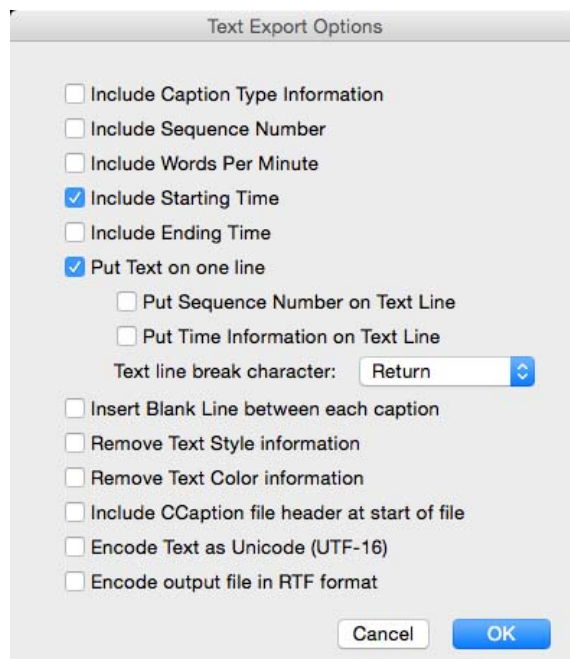 Text Export Options
Include Caption Type Information
Include Sequence Number
Include Words Per Minute
Include Starting Time
Include Ending Time
Put Text on one line
Put Sequence Number on Text Line
Put Time Information on Text Line
Text line break character: Return
Insert Blank Line between each caption
Remove Text Style information
Remove Text Color information
Include CCaption file header at start of file
Encode Text as Unicode (UTF-16)
Encode output file in RTF format
Cancel OK